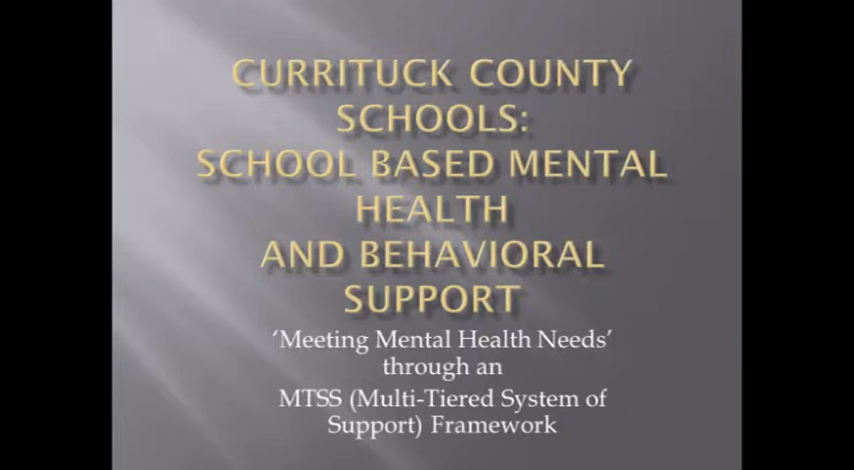 CURRITUCK COUNTY
SCHOOLS:
SCHOOL BASED MENTAL
HEALTH
AND BEHAVIORAL
SUPPORT
‘Meeting Mental Health Needs’
through an
MTSS (Multi-Tiered System of
Support) Framework